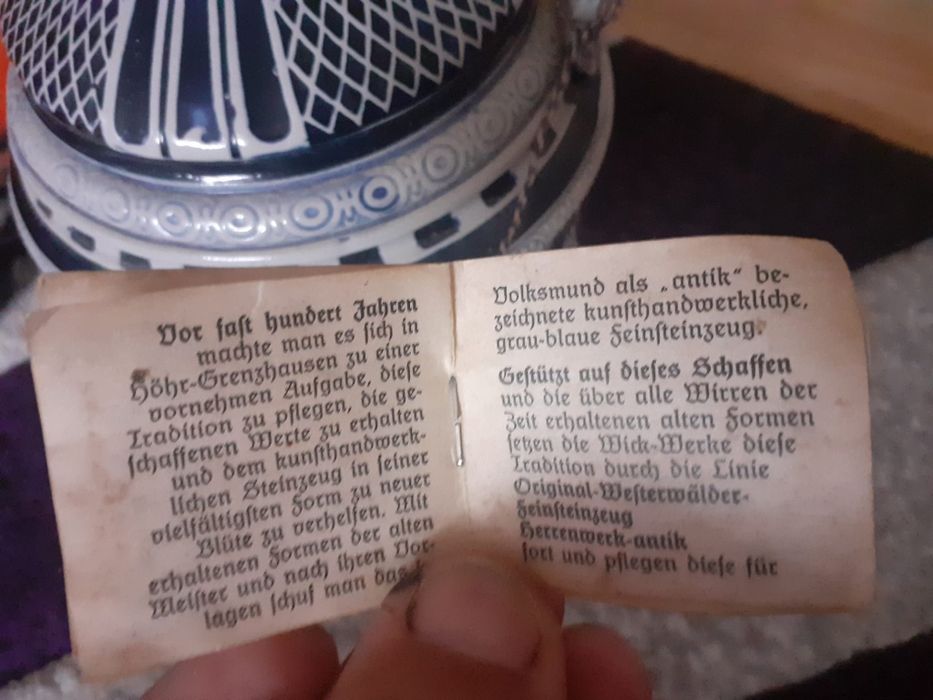 Vor fast hundert Jahren
machte man es sich in
Höhr-Grenzhausen zu einer
vornehmen Aufgabe, diese
Tradition zu pflegen, die ge-
schaffenen Werte zu erhalten
und dem kunsthandwerk-
lichen Steinzeug in seiner
vielfältigsten Form zu neuer
Blüte zu verhelfen. Mit
erhaltenen Formen der alten
Meister und nach ihren Vor-
lagen schuf man das
Volksmund als „antik“ be-
zeichnete kunsthandwerkliche,
grau-blaue Feinsteinzeug.
Gestützt auf dieses Schaffen
und die über alle Wirren der
Zeit erhaltenen alten Formen
setzen die Wick-Werke diese
Tradition durch die Linie
Original-Westerwälder-
Feinsteinzeug
Herrenwerk-antik
fort und pflegen diese für